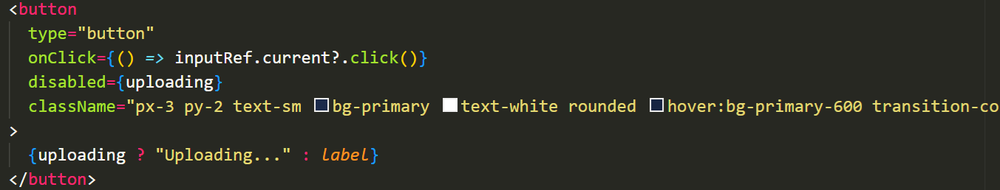 <button
type="button"
onClick={() => inputRef.current?.click()}
disabled={uploading}
className="px-3 py-2 text-sm bg-primary text-white rounded hover:bg-primary-600 transition-co
>
{uploading ? "Uploading..." : label}
</button>